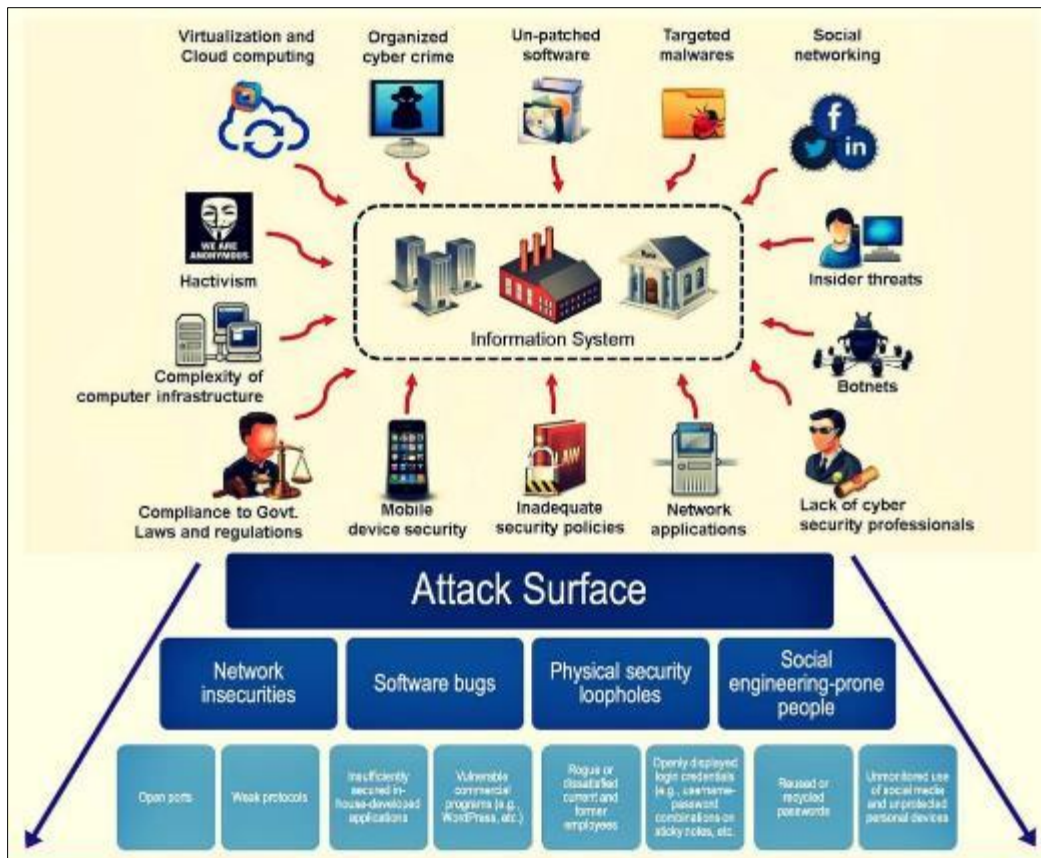 Virtualization and
Cloud computing
Organized
cyber crime
Un-patched
software
Targeted
malwares
Social
networking
f
in
WE ARE
ANONYMOUS
Hactivism
Insider threats
Information System
Complexity of
computer infrastructure
Botnets
LAW
Compliance to Govt.
Laws and regulations
Mobile
device security
Inadequate
security policies
Network
applications
Lack of cyber
security professionals
Attack Surface
Network
insecurities
Software bugs
Physical security
loopholes
Social
engineering-prone
people
Open ports
Weak protocols
Insufficiently
secured in-
house-developed
applications
Vulnerable
commercial
programs (e.g.,
WordPress, etc.)
Rogue or
dissatisfied
current and
former
employees
Openly displayed
login credentials
(e.g., username-
password
combinations on
sticky notes, etc.
Reused or
recycled
passwords
Unmonitored use
of social media
and unprotected
personal devices